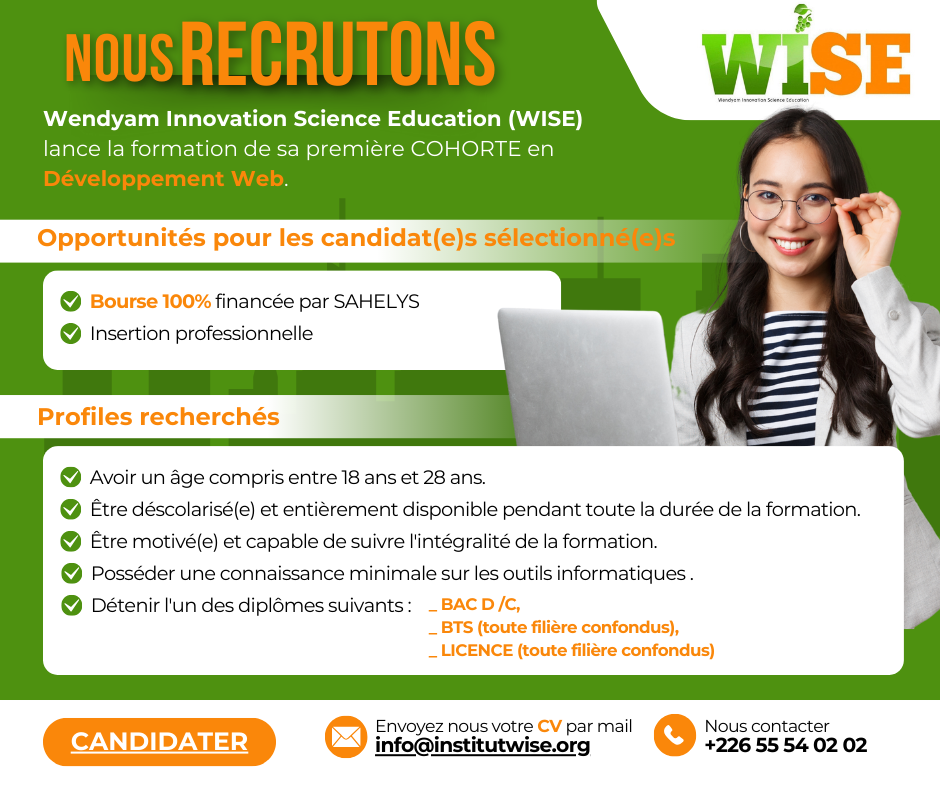 NOUS RECRUTONS
WISE
Wendyam Innovation Science Education
Wendyam Innovation Science Education (WISE)
lance la formation de sa première COHORTE en
Développement Web.
Opportunités pour les candidat(e)s sélectionné(e)s
Bourse 100% financée par SAHELYS
Insertion professionnelle
Profiles recherchés
Avoir un âge compris entre 18 ans et 28 ans.
Être déscolarisé(e) et entièrement disponible pendant toute la durée de la formation.
Être motivé(e) et capable de suivre l'intégralité de la formation.
Posséder une connaissance minimale sur les outils informatiques .
Détenir l'un des diplômes suivants : _ BAC D /C,
_ BTS (toute filière confondus),
_ LICENCE (toute filière confondus)
CANDIDATER
Envoyez nous votre CV par mail
info@institutwise.org
Nous contacter
+226 55 54 02 02